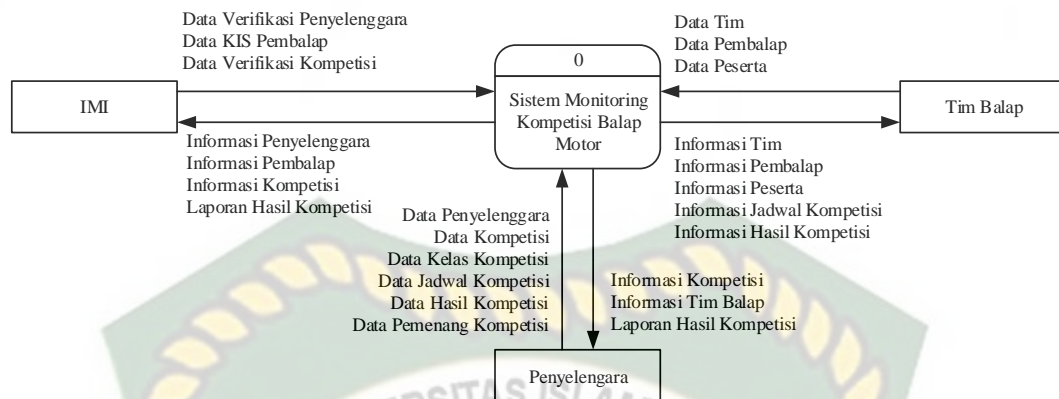 Data Verifikasi Penyelenggara
Data KIS Pembalap
Data Verifikasi Kompetisi
Data Tim
Data Pembalap
Data Peserta
0
IMI
Sistem Monitoring
Kompetisi Balap
Motor
Tim Balap
Informasi Penyelenggara
Informasi Pembalap
Informasi Kompetisi
Laporan Hasil Kompetisi
Informasi Tim
Informasi Pembalap
Informasi Peserta
Informasi Jadwal Kompetisi
Informasi Hasil Kompetisi
Data Penyelenggara
Data Kompetisi
Data Kelas Kompetisi
Data Jadwal Kompetisi
Data Hasil Kompetisi
Data Pemenang Kompetisi
Informasi Kompetisi
Informasi Tim Balap
Laporan Hasil Kompetisi
Penyelengara